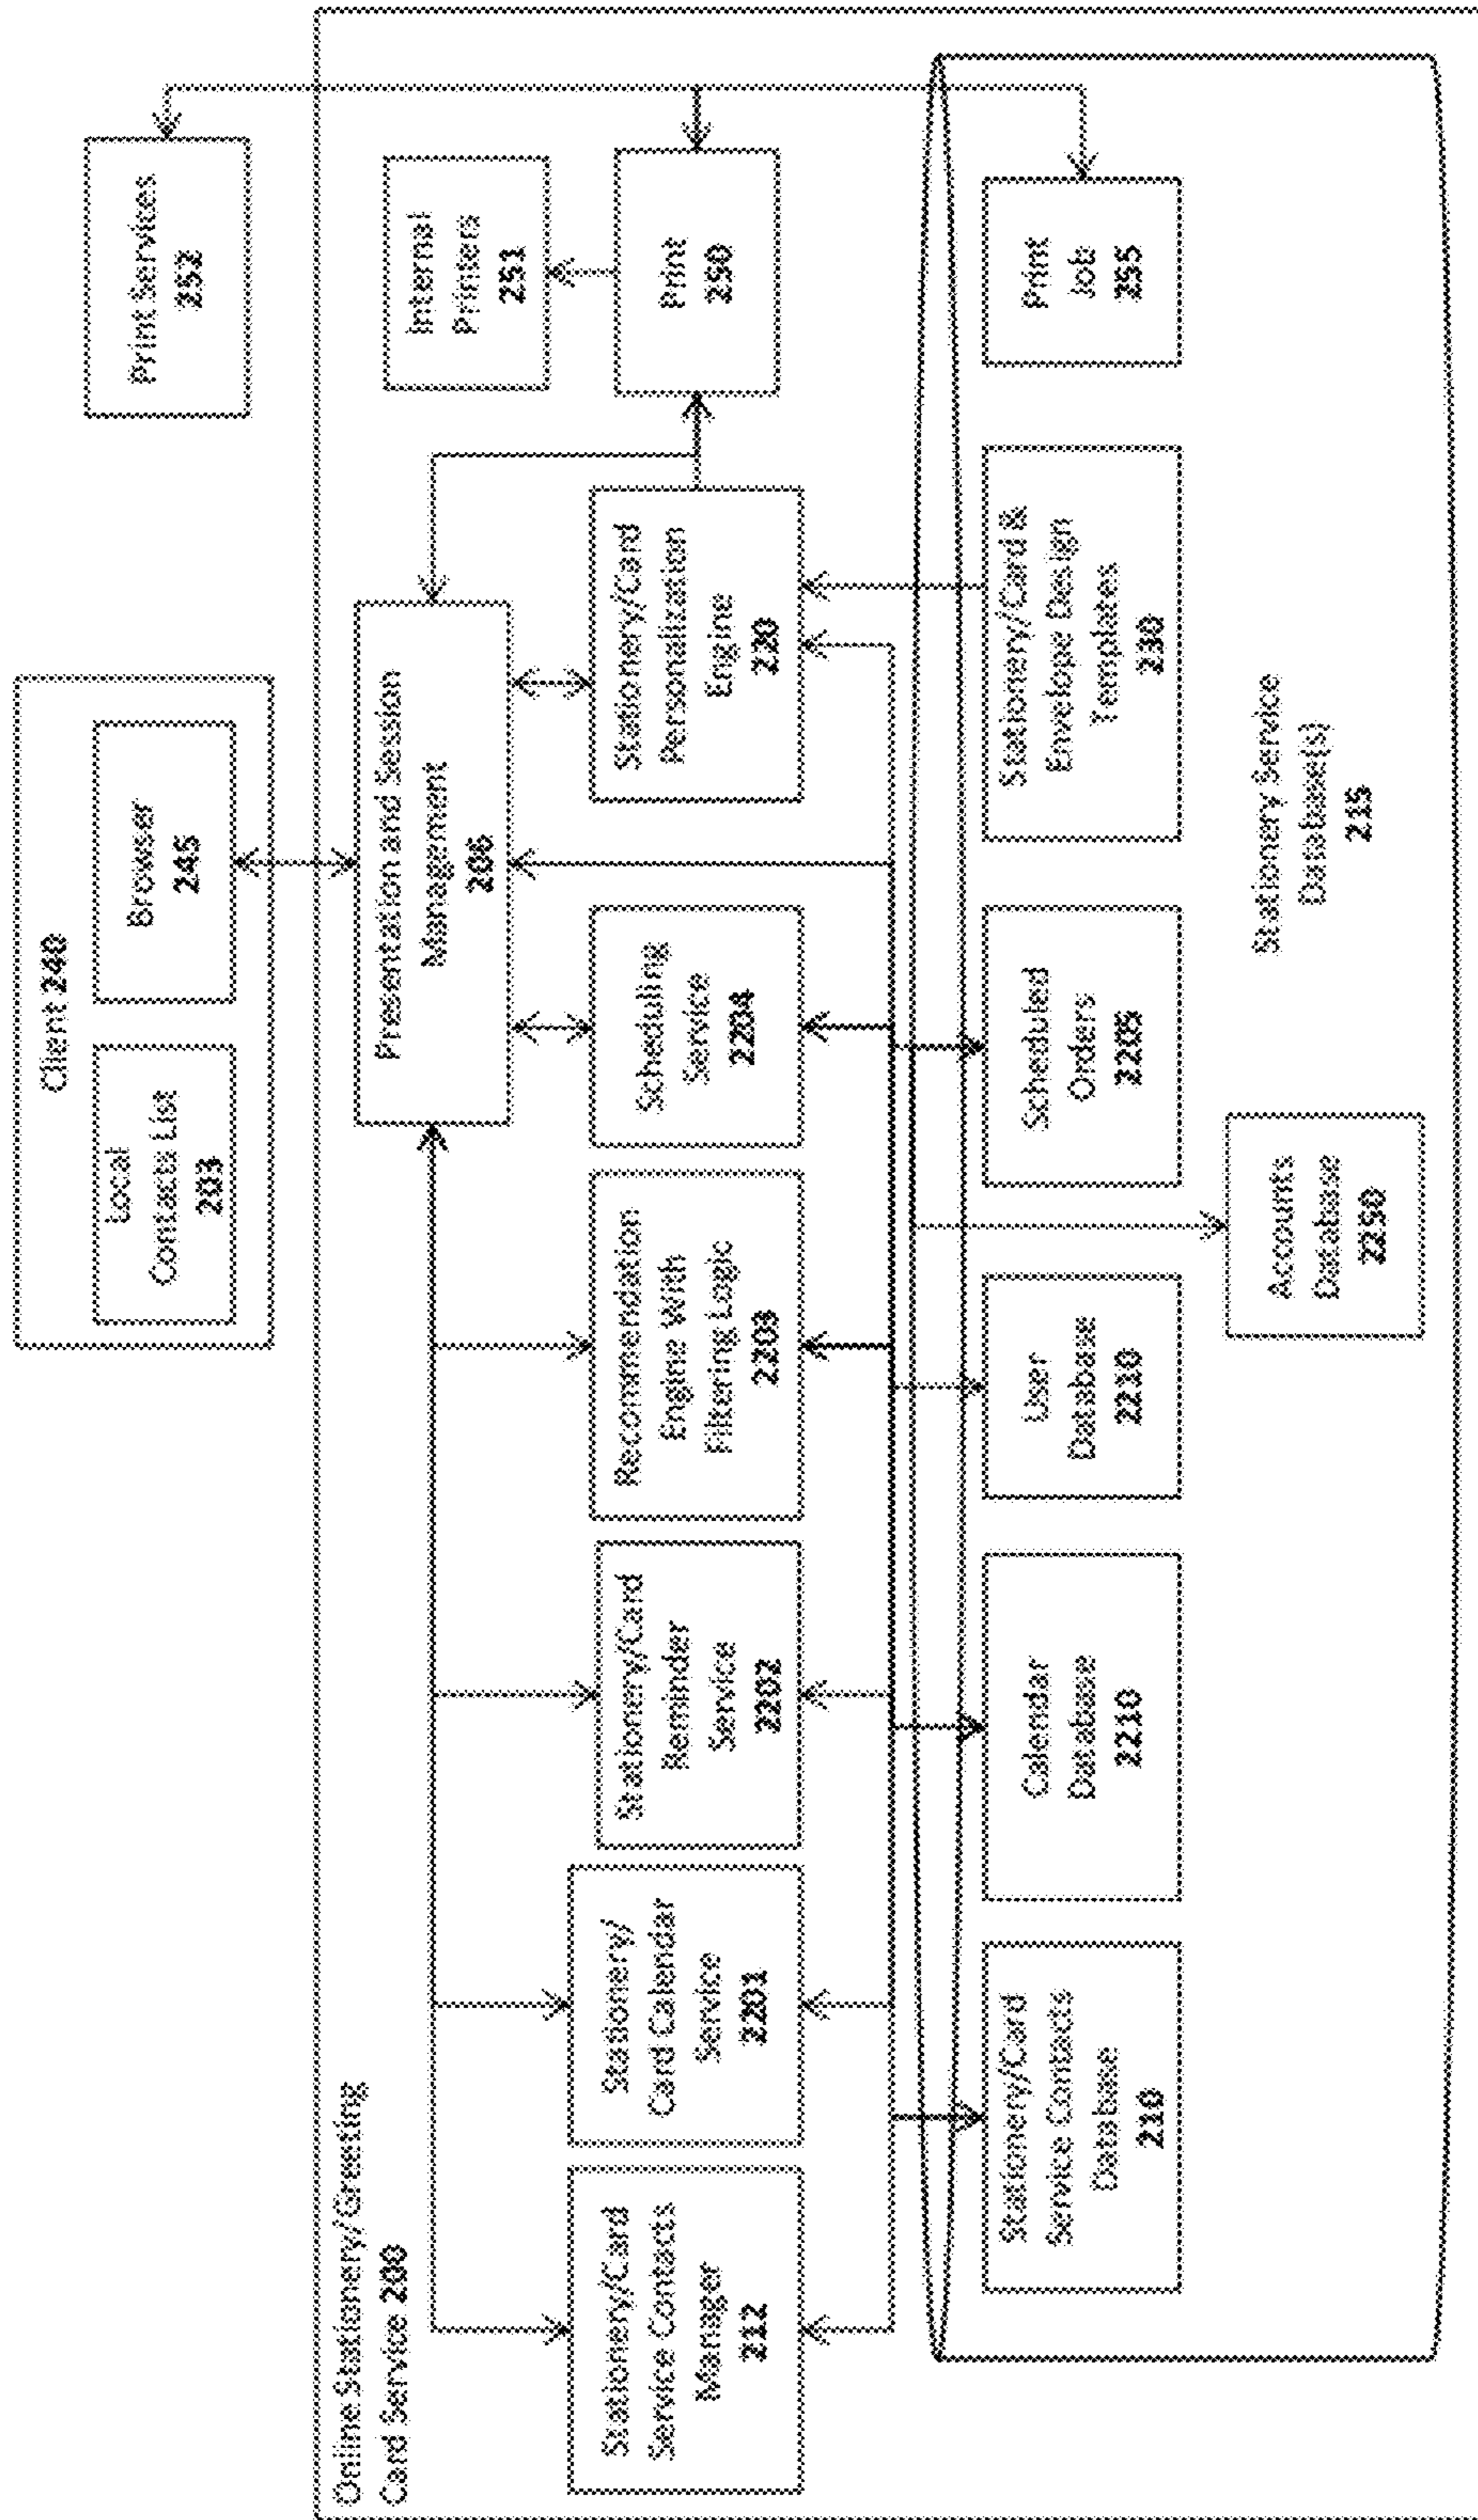 Client 240
Local
Contacts List
203
Browser
245
Print Services
252
Online Stationery/Greeting
Card Service 200
Presentation and Session
Management
206
Internal
Printers
251
Stationery/Card
Service Contacts
Manager
212
Stationery/
Card Calendar
Service
2201
Stationery/Card
Reminder
Service
2202
Recommendation
Engine With
Filtering Logic
2203
Scheduling
Service
2204
Stationery/Card
Personalization
Engine
220
Print
250
Stationery/Card
Service Contacts
Database
210
Calendar
Database
2210
User
Database
2210
Scheduled
Orders
2205
Stationery/Card &
Envelope Design
Templates
230
Print
Job
255
Accounts
Database
2250
Stationery Service
Database(s)
215